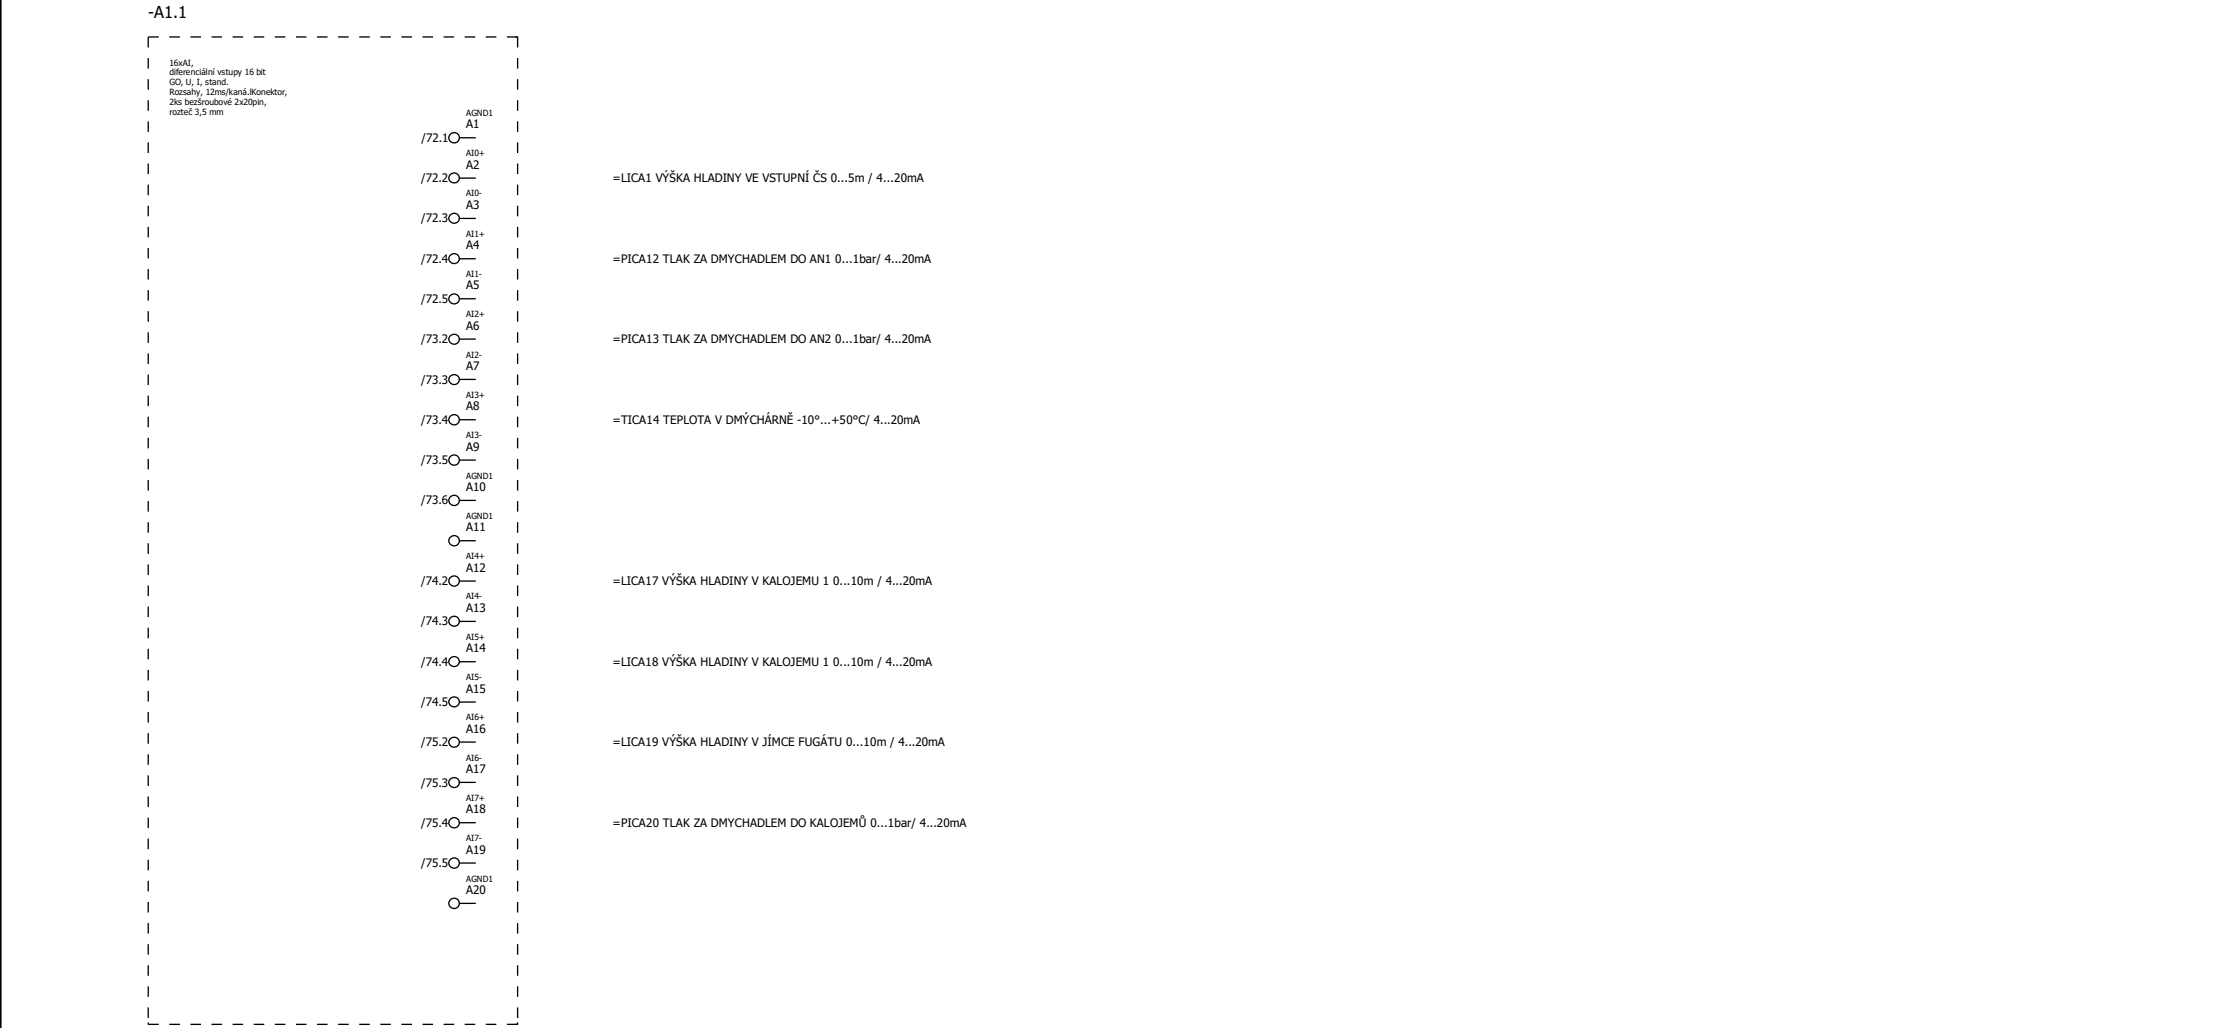 -A1.1
16xAI,
diferenciální vstupy 16 bit
GO, U, I, stand.
Rozsahy, 12ms/kaná.lKonektor,
2ks bezšroubové 2x20pin,
rozteč 3,5 mm
AGND1
A1
/72.1
AI0+
A2
/72.2 =LICA1 VÝŠKA HLADINY VE VSTUPNÍ ČS 0...5m / 4...20mA
AI0-
A3
/72.3
AI1+
A4
/72.4 =PICA12 TLAK ZA DMYCHADLEM DO AN1 0...1bar/ 4...20mA
AI1-
A5
/72.5
AI2+
A6
/73.2 =PICA13 TLAK ZA DMYCHADLEM DO AN2 0...1bar/ 4...20mA
AI2-
A7
/73.3
AI3+
A8
/73.4 =TICA14 TEPLOTA V DMÝCHÁRNĚ -10°...+50°C/ 4...20mA
AI3-
A9
/73.5
AGND1
A10
/73.6
AGND1
A11
AI4+
A12
/74.2 =LICA17 VÝŠKA HLADINY V KALOJEMU 1 0...10m / 4...20mA
AI4-
A13
/74.3
AI5+
A14
/74.4 =LICA18 VÝŠKA HLADINY V KALOJEMU 1 0...10m / 4...20mA
AI5-
A15
/74.5
AI6+
A16
/75.2 =LICA19 VÝŠKA HLADINY V JÍMCE FUGÁTU 0...10m / 4...20mA
AI6-
A17
/75.3
AI7+
A18
/75.4 =PICA20 TLAK ZA DMYCHADLEM DO KALOJEMŮ 0...1bar/ 4...20mA
AI7-
A19
/75.5
AGND1
A20